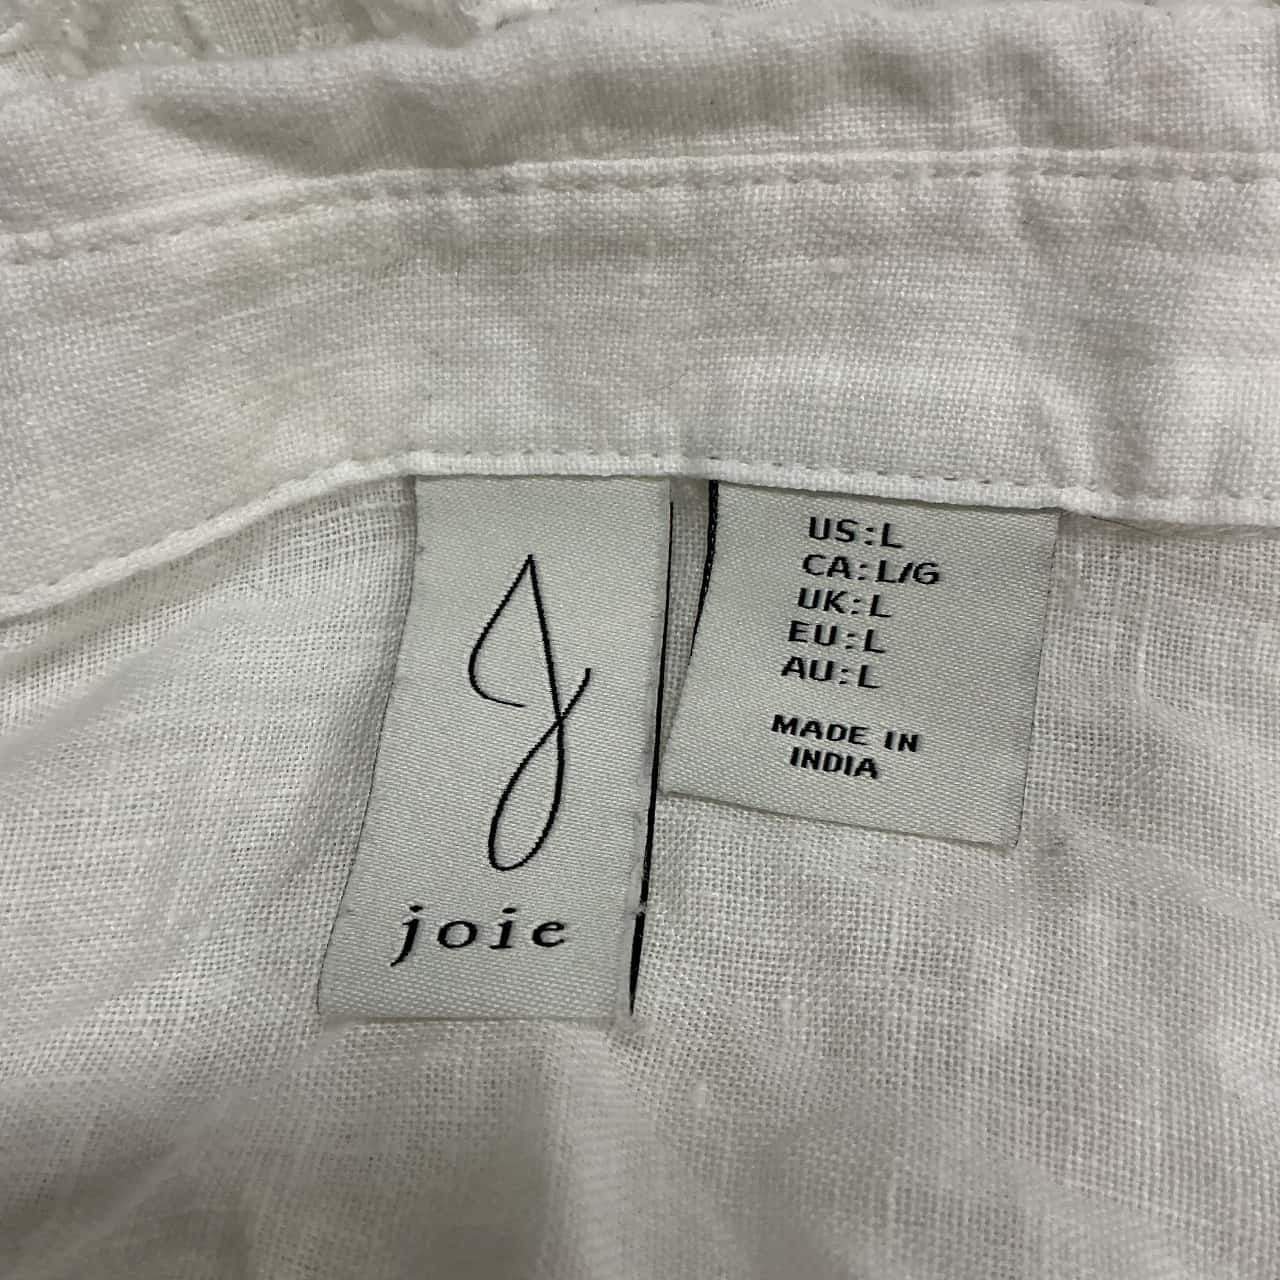 joie
US:L
CA:L/G
UK:L
EU:L
AU:L
MADE IN
INDIA